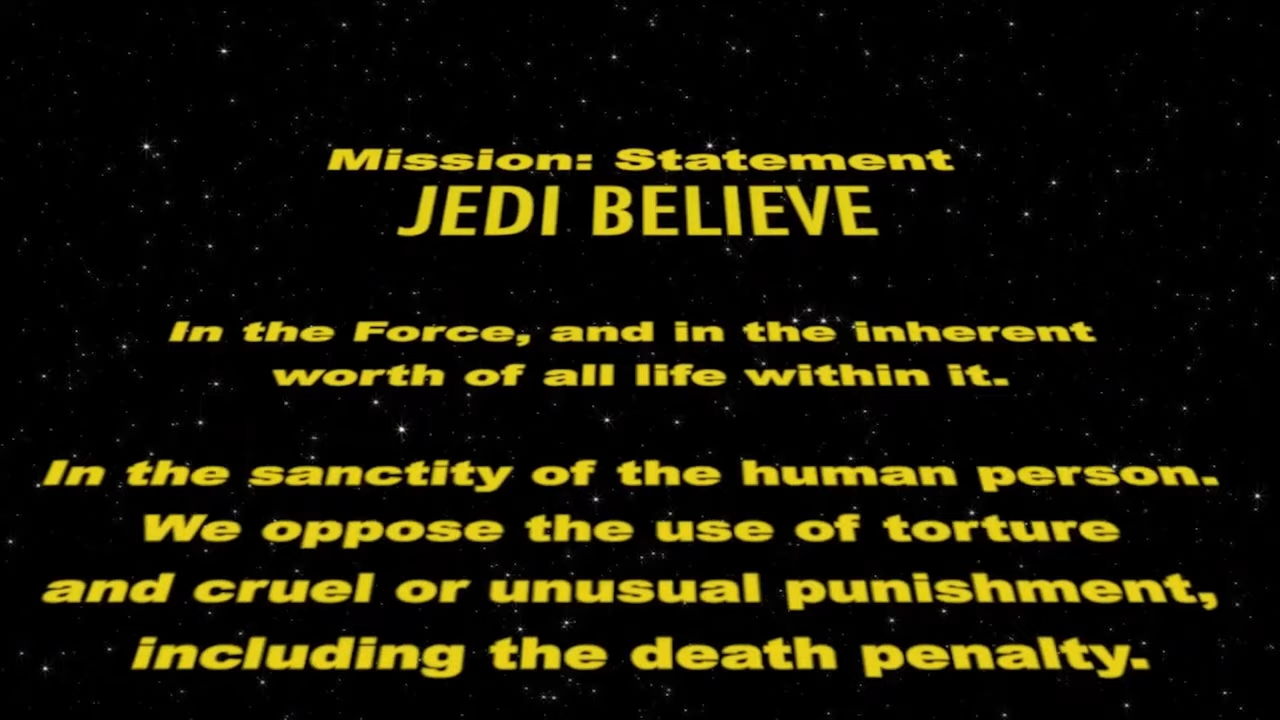 Mission: Statement
JEDI BELIEVE
In the Force, and in the inherent
worth of all life within it.
In the sanctity of the human person.
We oppose the use of torture
and cruel or unusual punishment,
including the death penalty.